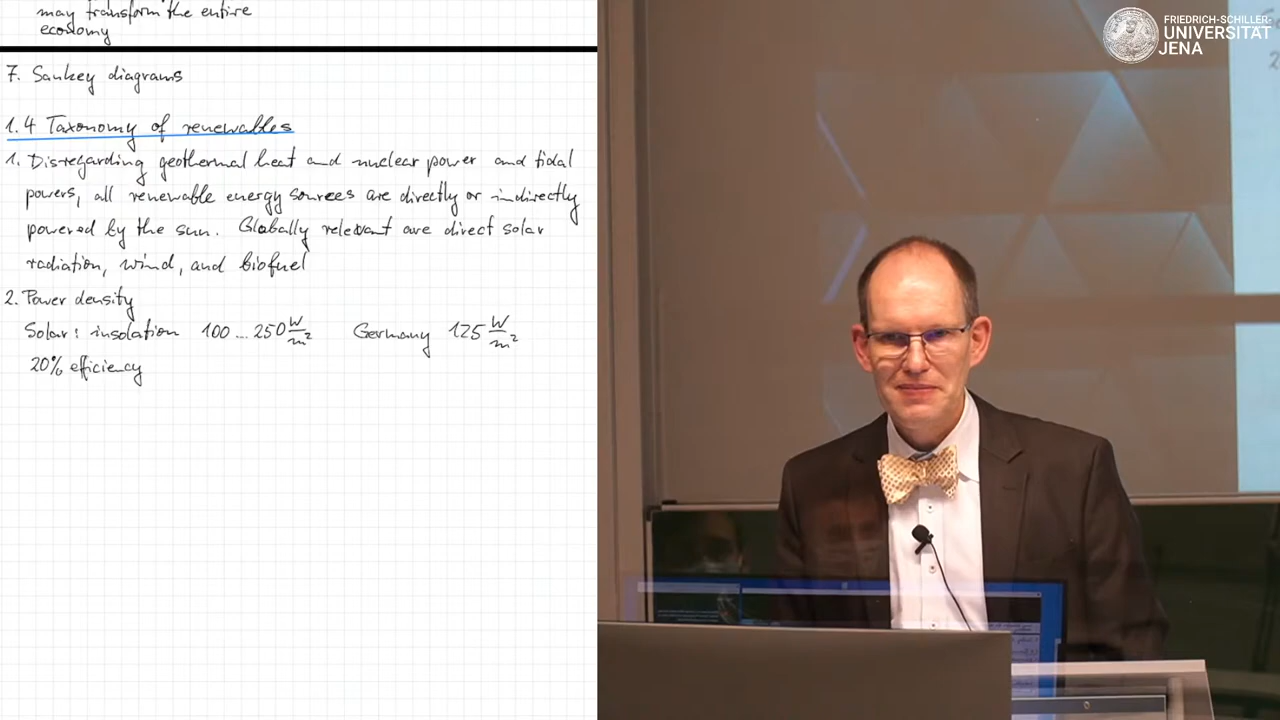 may transform the entire
economy
7. Sankey diagrams
1.4 Taxonomy of renewables
1. Disregarding geothermal heat and nuclear power and tidal
powers, all renewable energy sources are directly or indirectly
powered by the sun. Globally relevant are direct solar
radiation, wind, and biofuel
2. Power density
Solar: insolation 100 ... 250 W/m² Germany 125 W/m²
20% efficiency
FRIEDRICH-SCHILLER-
UNIVERSITÄT
JENA